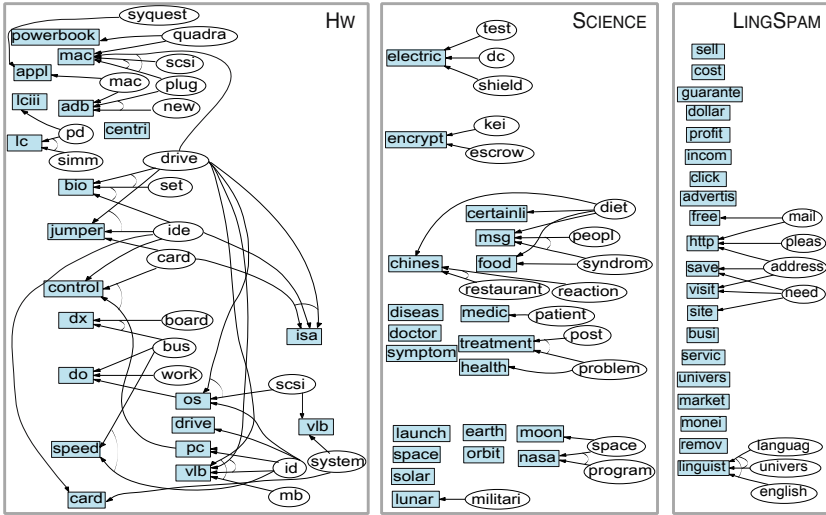 HW
syquest
powerbook
quadra
mac
scsi
appl
mac
plug
lciii
adb
new
pd
centri
lc
simm
drive
bio
set
jumper
ide
card
control
dx
board
isa
bus
do
work
os
scsi
drive
vlb
speed
pc
vlb
id
system
card
mb
SCIENCE
test
electric
dc
shield
kei
encrypt
escrow
diet
certainli
msg
peopl
chines
food
syndrom
restaurant
reaction
diseas
medic
patient
doctor
post
symptom
treatment
health
problem
launch
earth
moon
space
space
orbit
nasa
program
solar
lunar
militari
LINGSPAM
sell
cost
guarante
dollar
profit
incom
click
advertis
free
mail
http
pleas
save
address
visit
need
site
busi
servic
univers
market
monei
remov
languag
linguist
univers
english